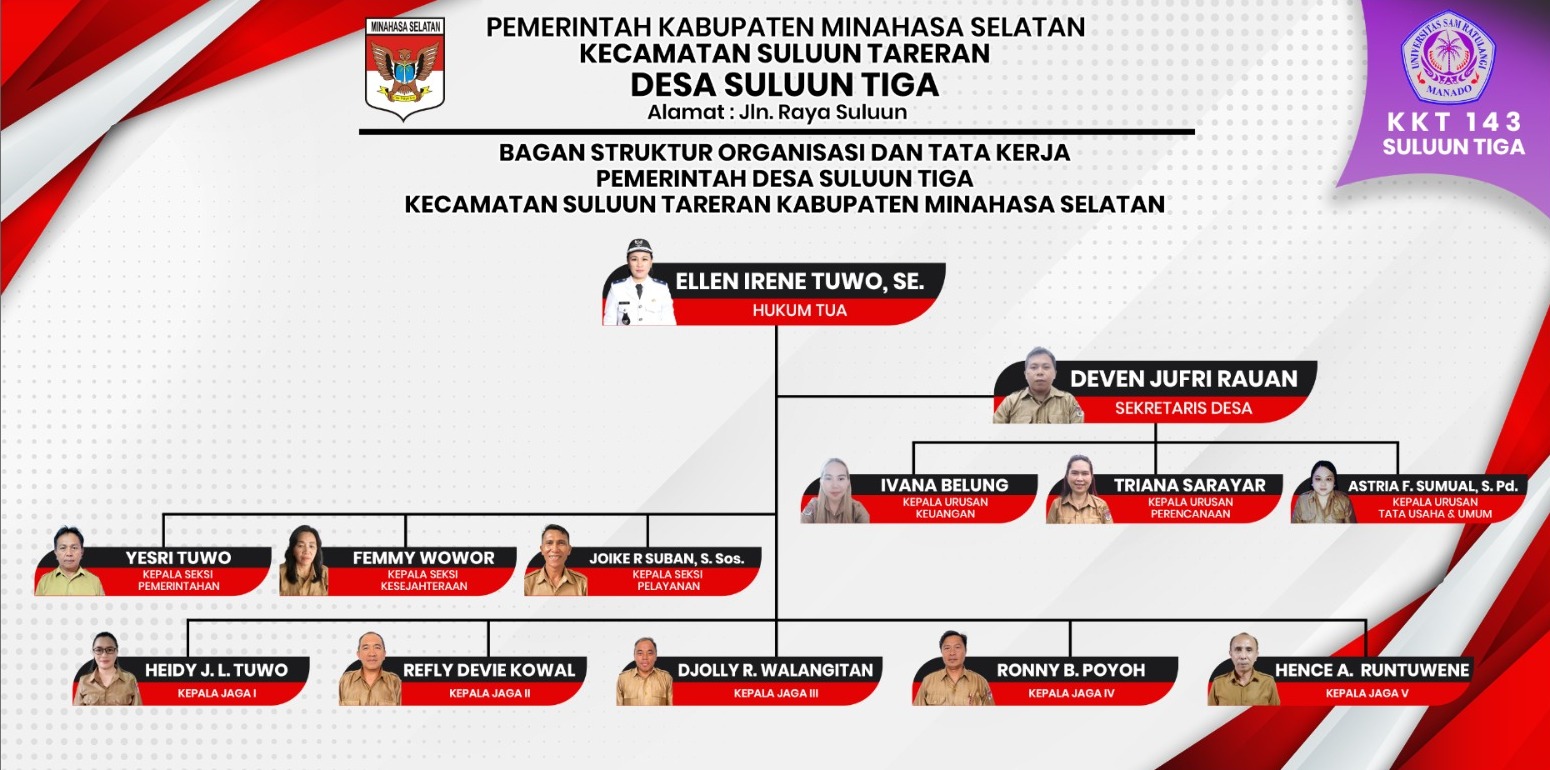 MINAHASA SELATAN
PEMERINTAH KABUPATEN MINAHASA SELATAN
KECAMATAN SULUUN TARERAN
DESA SULUUN TIGA
Alamat : Jln. Raya Suluun
UNIVERSITAS SAM RATULANGI
MANADO
KKT 143
SULUUN TIGA
BAGAN STRUKTUR ORGANISASI DAN TATA KERJA
PEMERINTAH DESA SULUUN TIGA
KECAMATAN SULUUN TARERAN KABUPATEN MINAHASA SELATAN
ELLEN IRENE TUWO, SE.
HUKUM TUA
DEVEN JUFRI RAUAN
SEKRETARIS DESA
IVANA BELUNG
KEPALA URUSAN
KEUANGAN
TRIANA SARAYAR
KEPALA URUSAN
PERENCANAAN
ASTRIA F. SUMUAL, S. Pd.
KEPALA URUSAN
TATA USAHA & UMUM
YESRI TUWO
KEPALA SEKSI
PEMERINTAHAN
FEMMY WOWOR
KEPALA SEKSI
KESEJAHTERAAN
JOIKE R SUBAN, S. Sos.
KEPALA SEKSI
PELAYANAN
HEIDY J. L. TUWO
KEPALA JAGA I
REFLY DEVIE KOWAL
KEPALA JAGA II
DJOLLY R. WALANGITAN
KEPALA JAGA III
RONNY B. POYOH
KEPALA JAGA IV
HENCE A. RUNTUWENE
KEPALA JAGA V